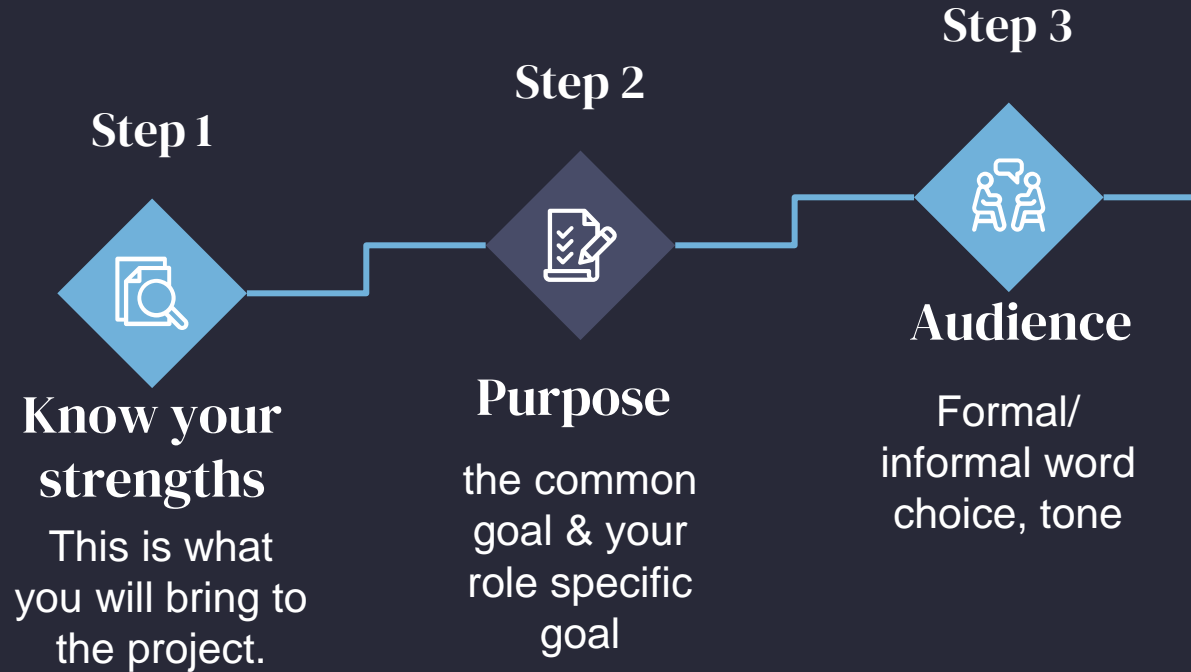 Step 1
Know your
strengths
This is what
you will bring to
the project.
Step 2
Purpose
the common
goal & your
role specific
goal
Step 3
Audience
Formal/
informal word
choice, tone